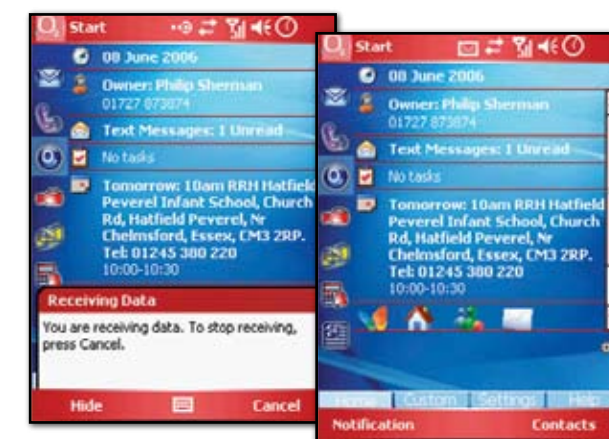 O2 Start
08 June 2006
Owner: Philip Sherman
01727 873874
Text Messages: 1 Unread
No tasks
Tomorrow: 10am RRH Hatfield
Peverel Infant School, Church
Rd, Hatfield Peverel, Nr
Chelmsford, Essex, CM3 2RP.
Tel: 01245 380 220
10:00-10:30
Receiving Data
You are receiving data. To stop receiving,
press Cancel.
Hide Cancel
O2 Start
08 June 2006
Owner: Philip Sherman
01727 873874
Text Messages: 1 Unread
No tasks
Tomorrow: 10am RRH Hatfield
Peverel Infant School, Church
Rd, Hatfield Peverel, Nr
Chelmsford, Essex, CM3 2RP.
Tel: 01245 380 220
10:00-10:30
Home Custom Settings Help
Notification Contacts